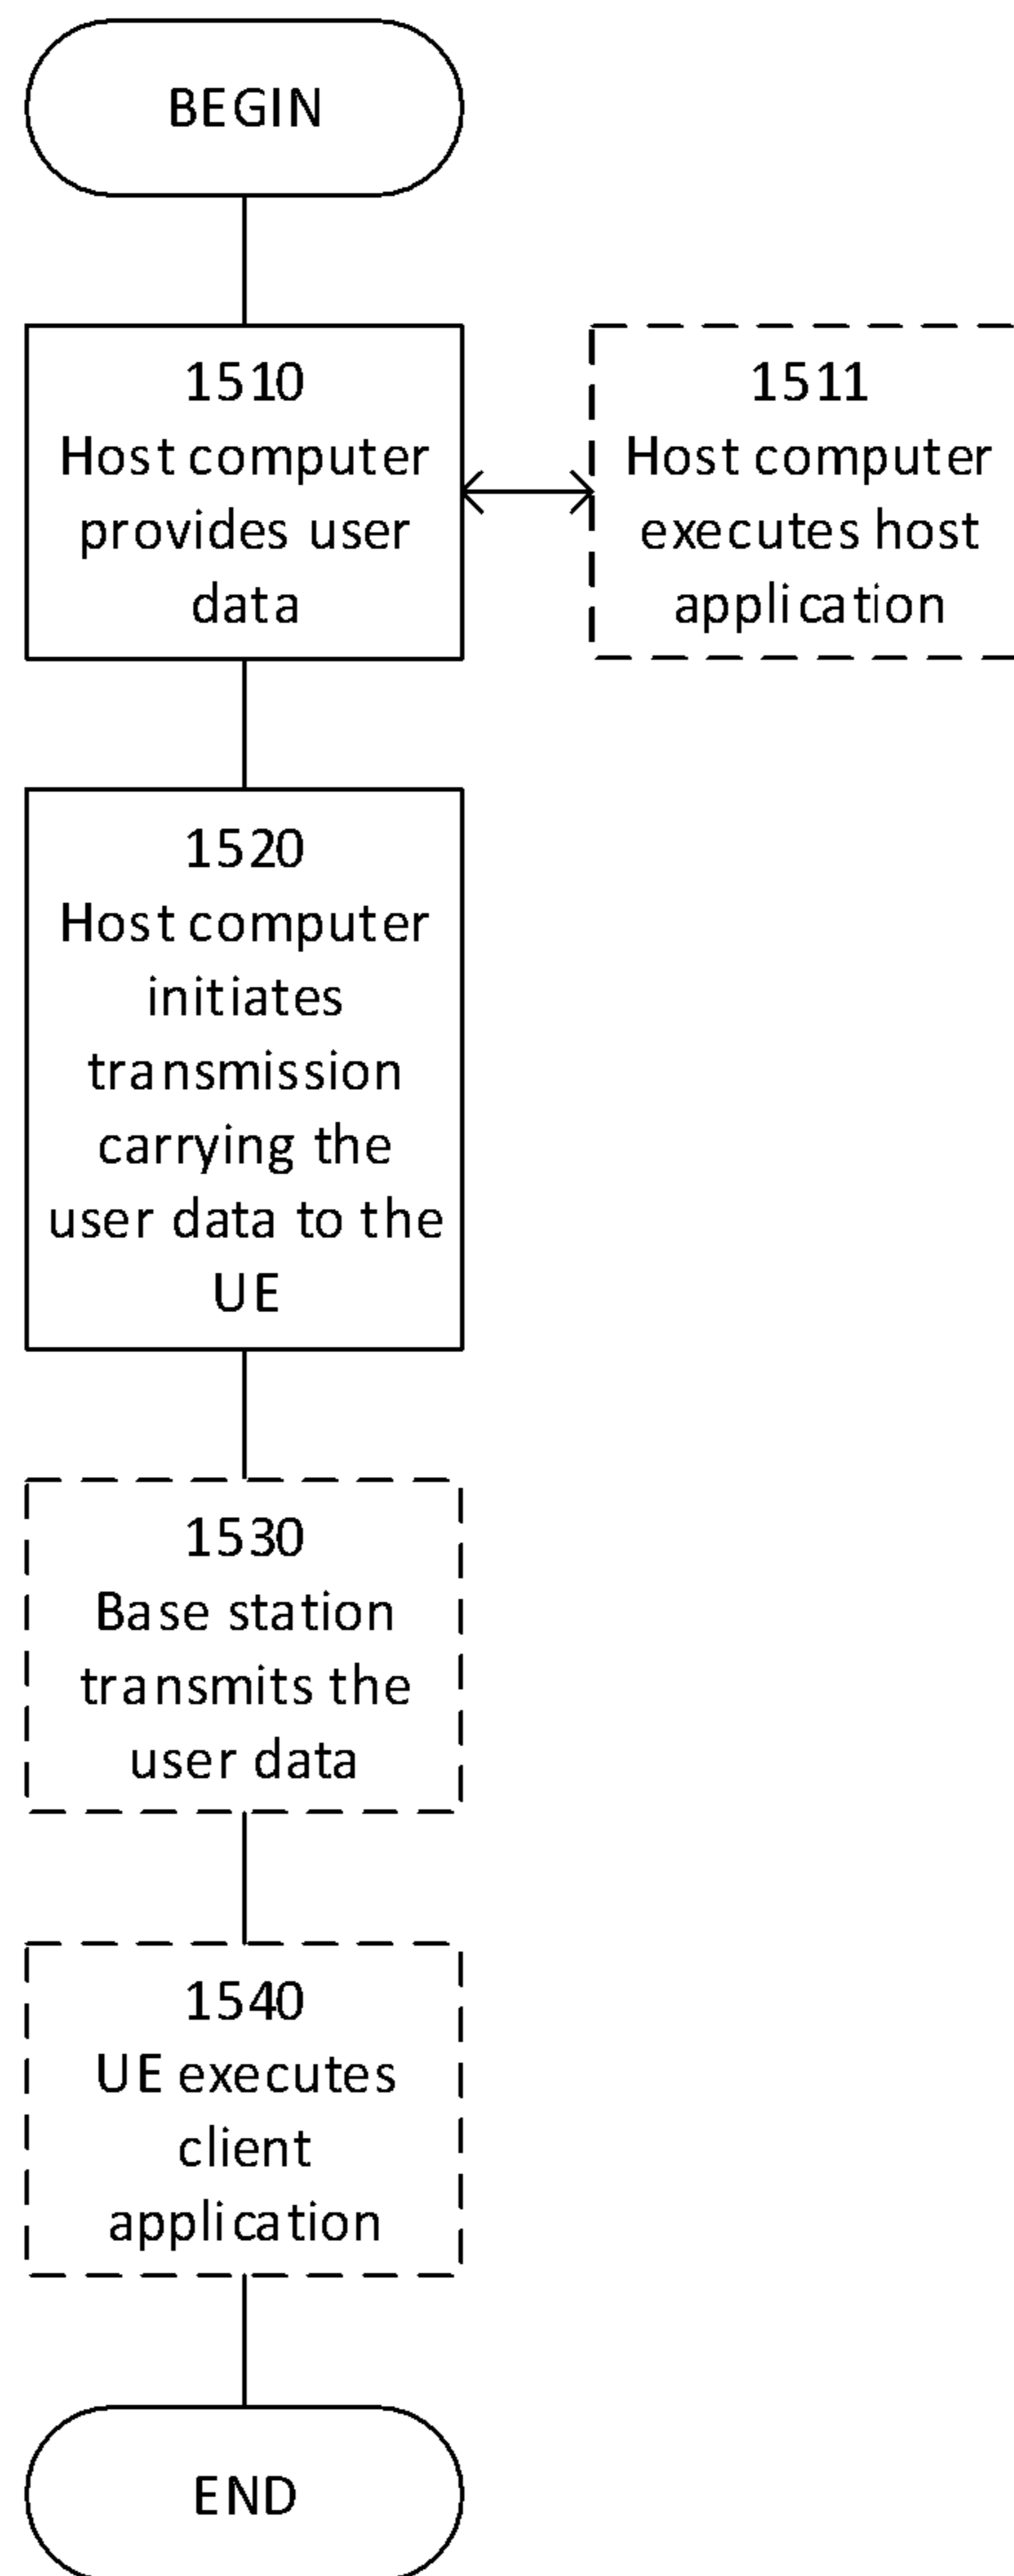 BEGIN
1510
Host computer
provides user
data
1511
Host computer
executes host
application
1520
Host computer
initiates
transmission
carrying the
user data to the
UE
1530
Base station
transmits the
user data
1540
UE executes
client
application
END